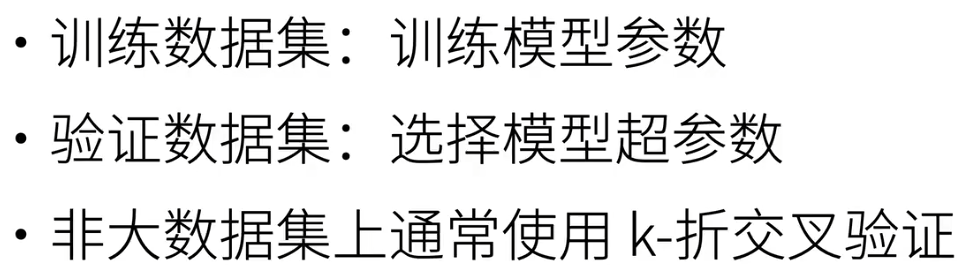 • 训练数据集：训练模型参数
• 验证数据集：选择模型超参数
• 非大数据集上通常使用 k-折交叉验证